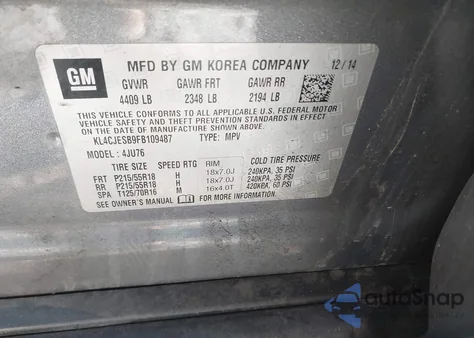 GM
MFD BY GM KOREA COMPANY 12/14
GVWR GAWR FRT GAWR RR
4409 LB 2348 LB 2194 LB
THIS VEHICLE CONFORMS TO ALL APPLICABLE U.S. FEDERAL MOTOR
VEHICLE SAFETY, BUMPER, AND THEFT PREVENTION STANDARDS IN
EFFECT ON THE DATE OF MANUFACTURE SHOWN ABOVE.
KL4CJESB9FB109487 TYPE: MPV
MODEL: 4JU76
TIRE SIZE SPEED RTG RIM COLD TIRE PRESSURE
FRT P215/55R18 H 18x7.0J 240KPA, 35 PSI
RR P215/55R18 H 18x7.0J 240KPA, 35 PSI
SPA T125/70R16 M 16x4.0T 420KPA, 60 PSI
SEE OWNER'S MANUAL FOR MORE INFORMATION
autoSnap